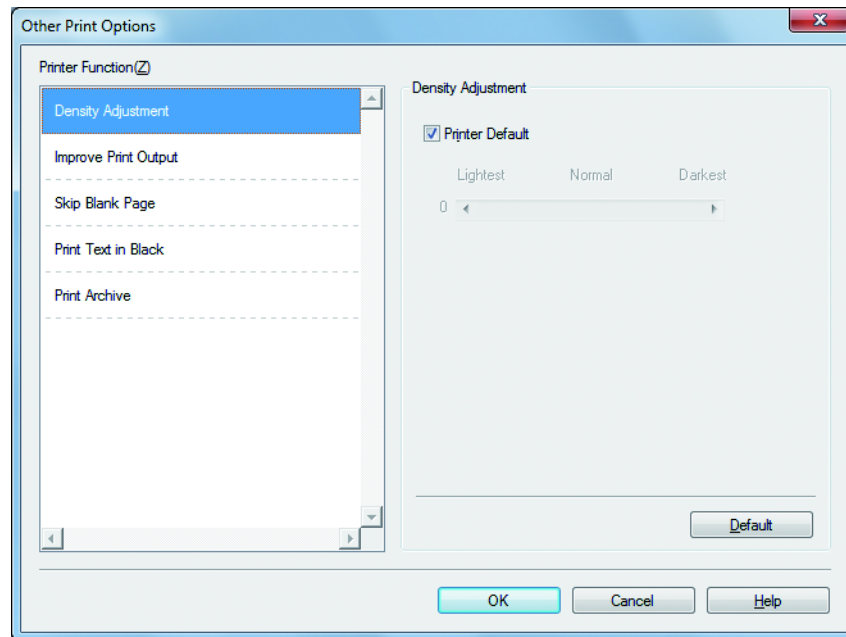 Other Print Options
Printer Function(Z)
Density Adjustment
Improve Print Output
Skip Blank Page
Print Text in Black
Print Archive
Density Adjustment
Printer Default
Lightest Normal Darkest
0
Default
OK Cancel Help